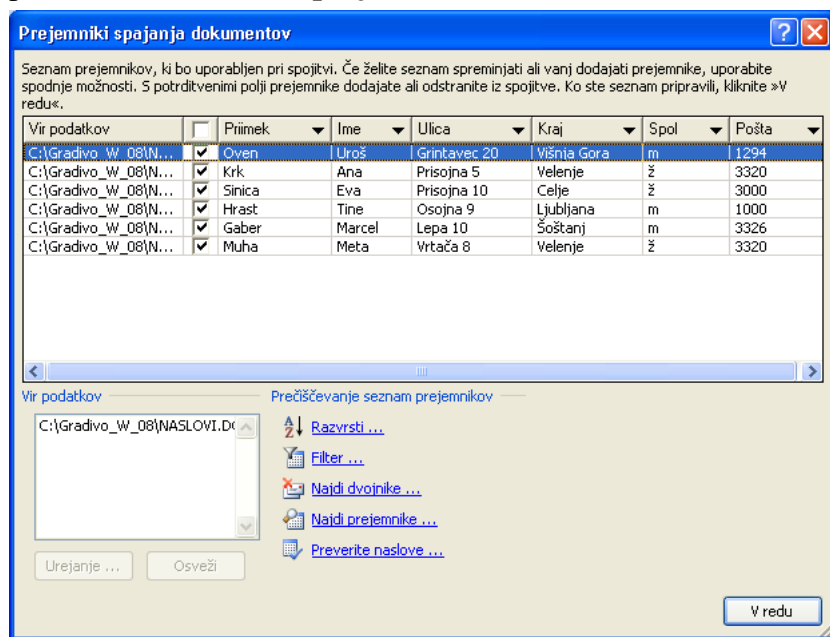 Prejemniki spajanja dokumentov
Seznam prejemnikov, ki bo uporabljen pri spojitvi. Če želite seznam spreminjati ali vanj dodajati prejemnike, uporabite
spodnje možnosti. S potrditvenimi polji prejemnike dodajate ali odstranite iz spojitve. Ko ste seznam pripravili, kliknite »V
redu«.
Vir podatkov Priimek Ime Ulica Kraj Spol Pošta
C:\Gradivo_W_08\N... Oven Uroš Grintavec 20 Višnja Gora m 1294
C:\Gradivo_W_08\N... Krk Ana Prisojna 5 Velenje ž 3320
C:\Gradivo_W_08\N... Sinica Eva Prisojna 10 Celje ž 3000
C:\Gradivo_W_08\N... Hrast Tine Osojna 9 Ljubljana m 1000
C:\Gradivo_W_08\N... Gaber Marcel Lepa 10 Šoštanj m 3326
C:\Gradivo_W_08\N... Muha Meta Vrtača 8 Velenje ž 3320
Vir podatkov
C:\Gradivo_W_08\NASLOVI.D
Urejanje ... Osveži
Prečiščevanje seznam prejemnikov
Razvrsti ...
Filter ...
Najdi dvojnike ...
Najdi prejemnike ...
Preverite naslove ...
V redu